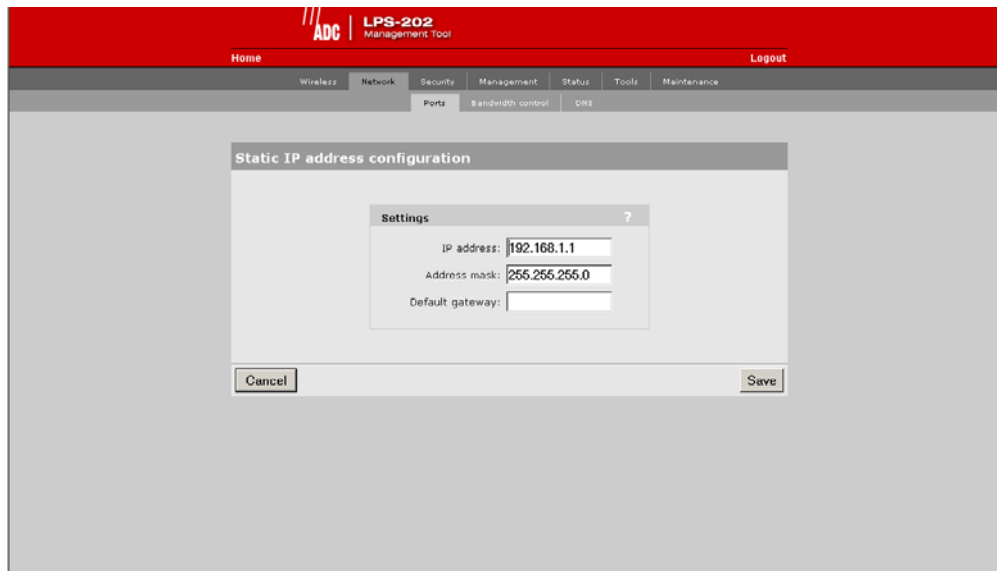 ADC
LPS-202
Management Tool
Home Logout
Wireless Network Security Management Status Tools Maintenance
Ports Bandwidth control DNS
Static IP address configuration
Settings ?
IP address: 192.168.1.1
Address mask: 255.255.255.0
Default gateway:
Cancel Save